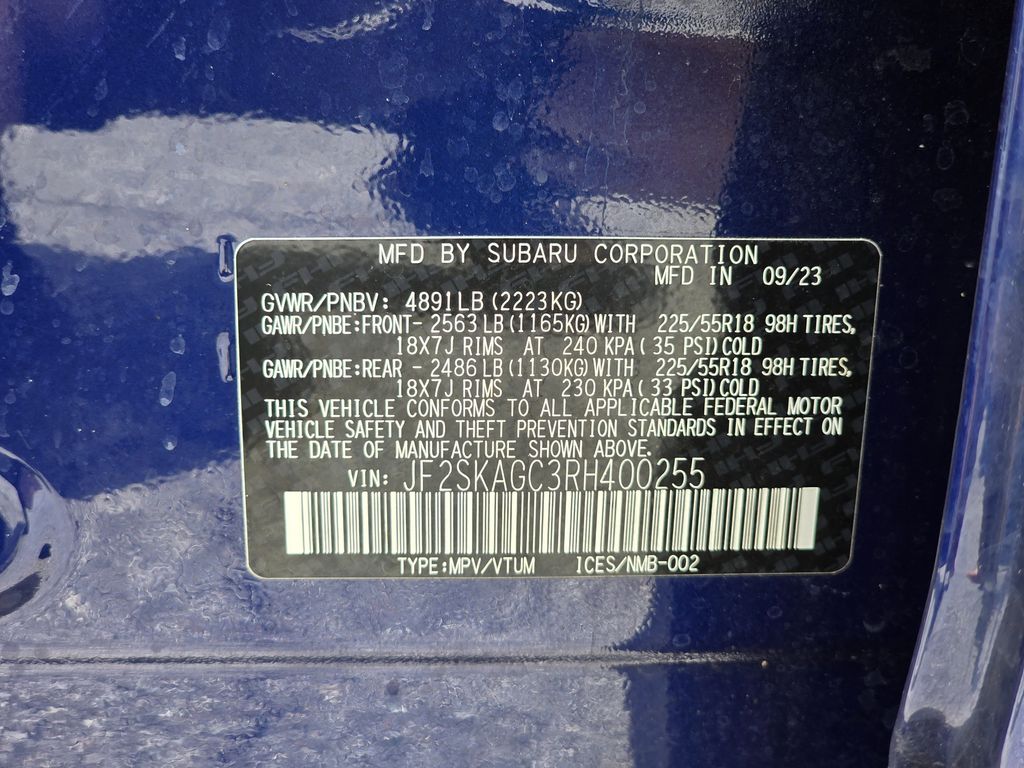 MFD BY SUBARU CORPORATION
MFD IN 09/23
GVWR/PNBV: 4891LB(2223KG)
GAWR/PNBE:FRONT-2563LB(1165KG)WITH 225/55R18 98H TIRES,
18X7J RIMS AT 240 KPA(35 PSI)COLD
GAWR/PNBE:REAR -2486LB(1130KG)WITH 225/55R18 98H TIRES,
18X7J RIMS AT 230 KPA(33 PSI)COLD
THIS VEHICLE CONFORMS TO ALL APPLICABLE FEDERAL MOTOR
VEHICLE SAFETY AND THEFT PREVENTION STANDARDS IN EFFECT ON
THE DATE OF MANUFACTURE SHOWN ABOVE.
VIN: JF2SKAGC3RH400255
TYPE:MPV/VTUM ICES/NMB-002